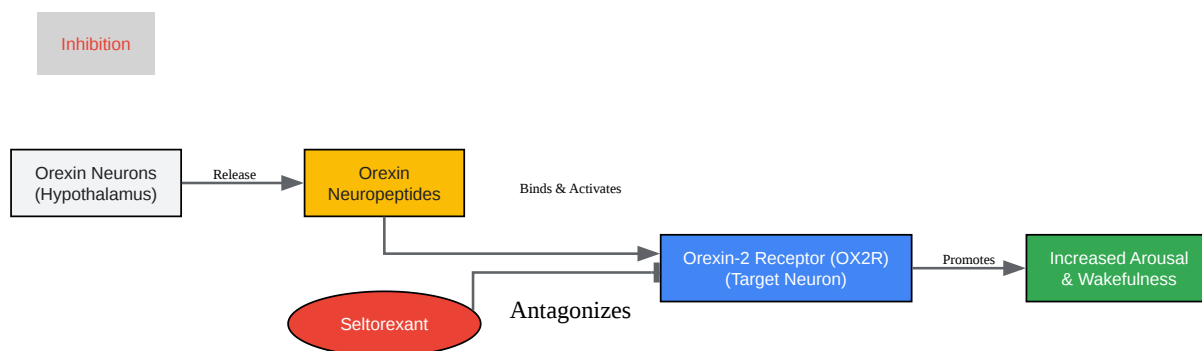 Inhibition
Orexin Neurons
(Hypothalamus)
Release
Orexin
Neuropeptides
Binds & Activates
Orexin-2 Receptor (OX2R)
(Target Neuron)
Promotes
Increased Arousal
& Wakefulness
Seltorexant
Antagonizes